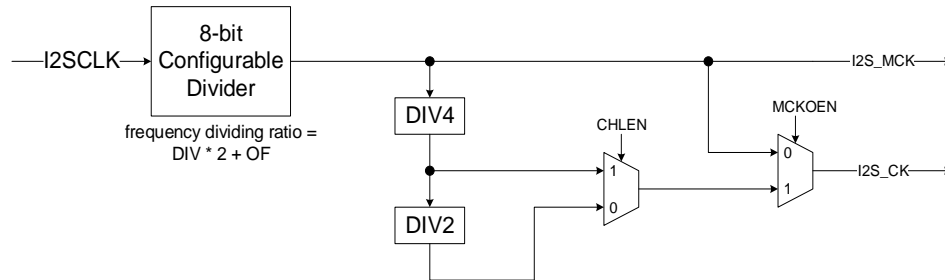 8-bit
Configurable
Divider
I2SCLK
frequency dividing ratio =
DIV * 2 + OF
I2S_MCK
DIV4
CHLEN
MCKOEN
1
0
0
1
I2S_CK
DIV2